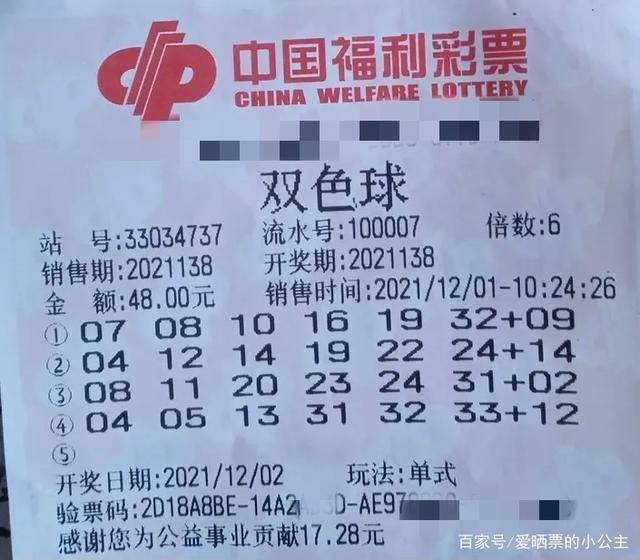 中国福利彩票
CHINA WELFARE LOTTERY
双色球
站 号:33034737 流水号:100007 倍数:6
销售期:2021138 开奖期:2021138
金 额:48.00元 销售时间:2021/12/01-10:24:26
① 07 08 10 16 19 32+09
② 04 12 14 19 22 24+14
③ 08 11 20 23 24 31+02
④ 04 05 13 31 32 33+12
⑤
开奖日期:2021/12/02 玩法:单式
验票码:2D18A8BE-14A2
感谢您为公益事业贡献17.28元
百家号/爱晒票的小公主